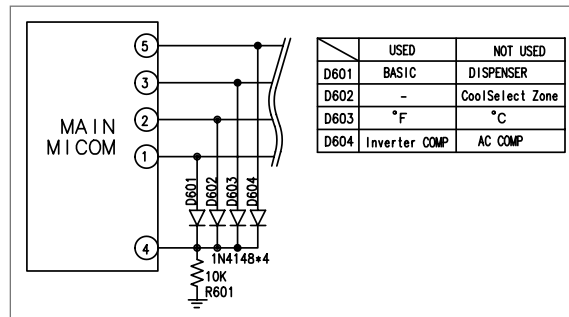 MAIN
MICOM
5
3
2
1
4
D601
D602
D603
D604
1N4148*4
10K
R601
USED NOT USED
D601 BASIC DISPENSER
D602 - CoolSelect Zone
D603 °F °C
D604 Inverter COMP AC COMP